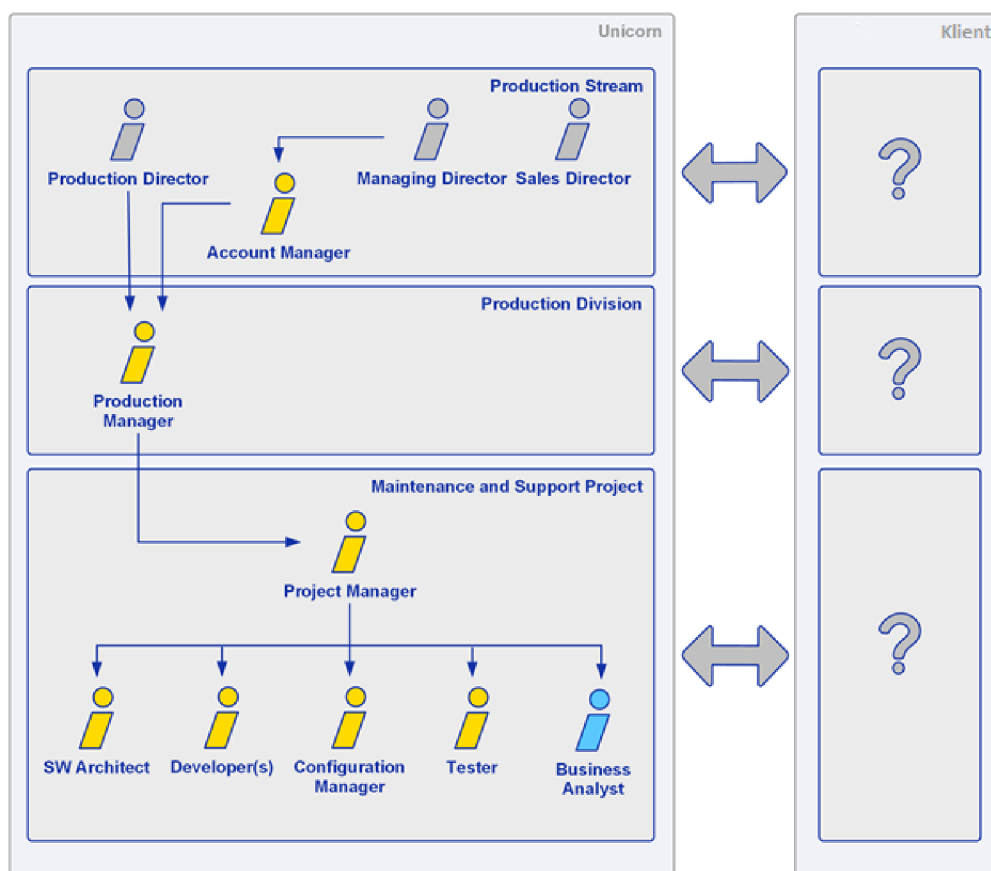 Unicorn
Klient
Production Stream
Production Director
Managing Director
Sales Director
Account Manager
?
Production Division
Production
Manager
?
Maintenance and Support Project
Project Manager
?
SW Architect
Developer(s)
Configuration
Manager
Tester
Business
Analyst